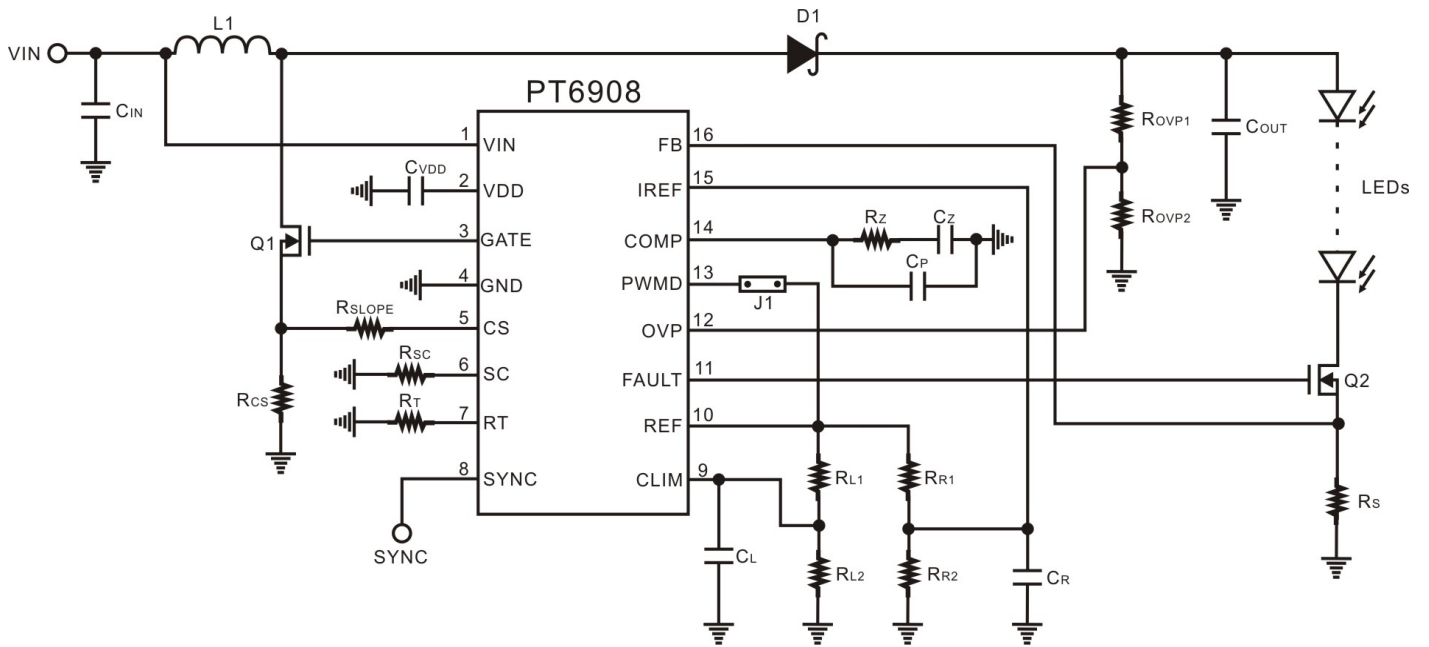 D1
L1
VIN
CIN
PT6908
ROVP1
COUT
1
VIN
FB
16
CVDD
2
VDD
IREF
15
LEDs
ROVP2
Q1
3
GATE
COMP
14
RZ
CZ
CP
4
GND
PWMD
13
J1
RSLOPE
5
CS
OVP
12
RSC
6
SC
FAULT
11
Q2
RCS
RT
7
RT
REF
10
8
SYNC
CLIM
9
RL1
RR1
RS
SYNC
CL
RL2
RR2
CR